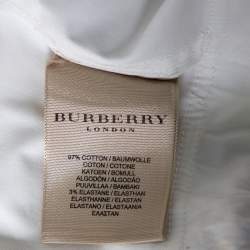 BURBERRY
LONDON
97% COTTON / BAUMWOLLE
COTON / COTONE
KATOEN / BOMULL
ALGODÓN / ALGODÃO
PUUVILLAA / BAMBAKI
3% ELASTANE / ELASTHAN
ELASTHANNE / ELASTAN
ELASTANO / ELASTAANIA
ΕΛΑΣΤΑΝ